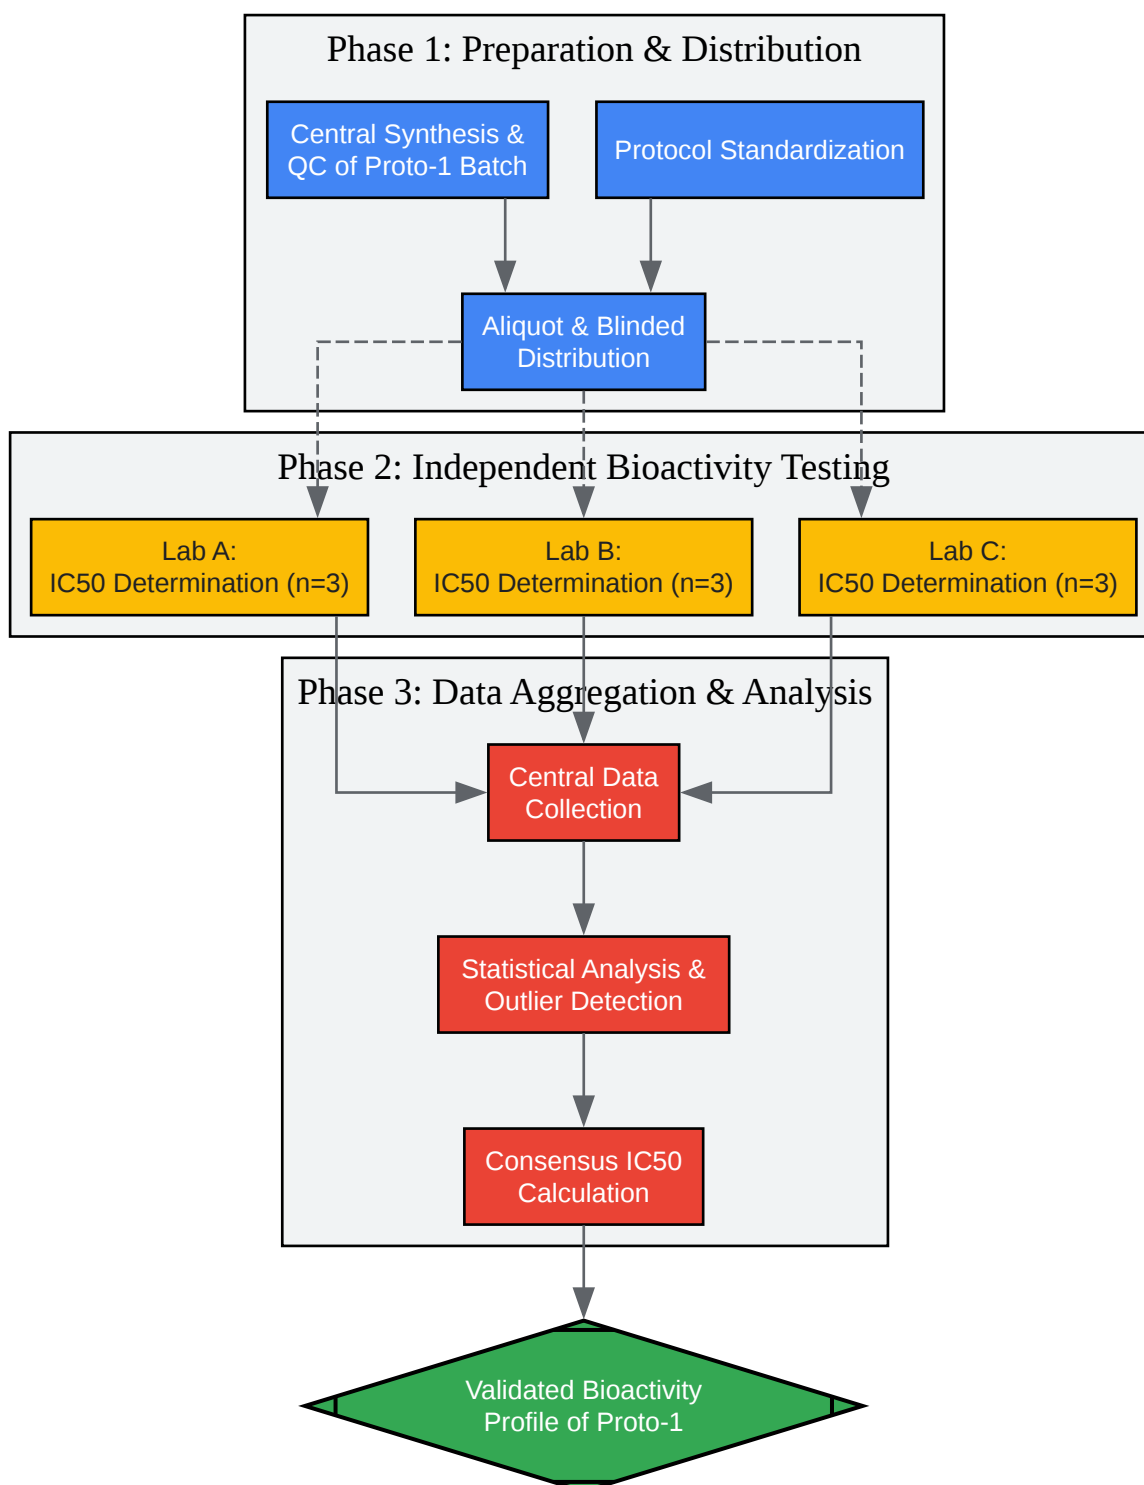 Phase 1: Preparation & Distribution
Central Synthesis &
QC of Proto-1 Batch
Protocol Standardization
Aliquot & Blinded
Distribution
Phase 2: Independent Bioactivity Testing
Lab A:
IC50 Determination (n=3)
Lab B:
IC50 Determination (n=3)
Lab C:
IC50 Determination (n=3)
Phase 3: Data Aggregation & Analysis
Central Data
Collection
Statistical Analysis &
Outlier Detection
Consensus IC50
Calculation
Validated Bioactivity
Profile of Proto-1